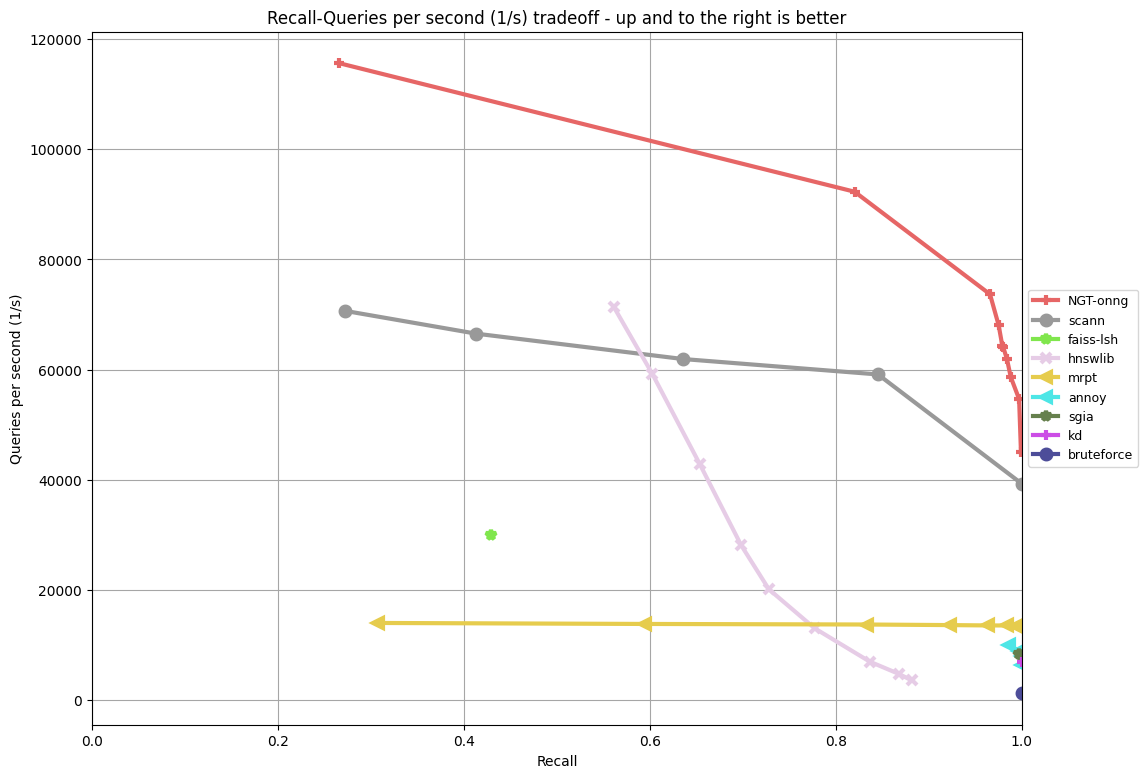 Recall-Queries per second (1/s) tradeoff - up and to the right is better
120000
100000
80000
60000
40000
20000
0
Queries per second (1/s)
0.0 0.2 0.4 0.6 0.8 1.0
Recall
NGT-onng
scann
faiss-lsh
hnswlib
mrpt
annoy
sgia
kd
bruteforce